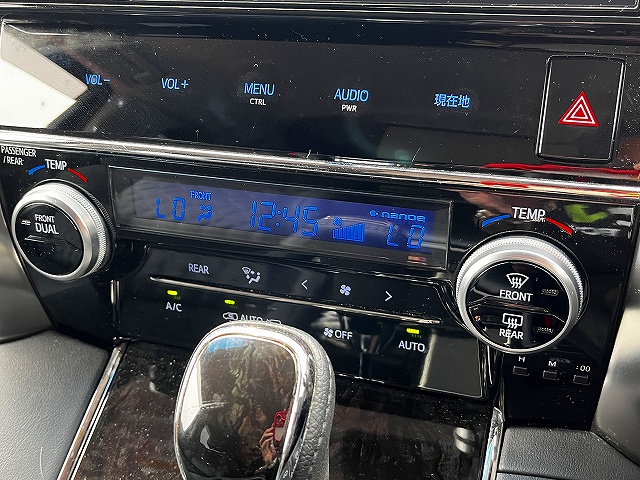 VOL−
VOL+
MENU
CTRL
AUDIO
PWR
現在地
PASSENGER
/REAR
TEMP
FRONT
DUAL
FRONT
LO
12:45
nanoe
LO
TEMP
FRONT
REAR
REAR
A/C
AUTO
OFF
AUTO
H
M
:00